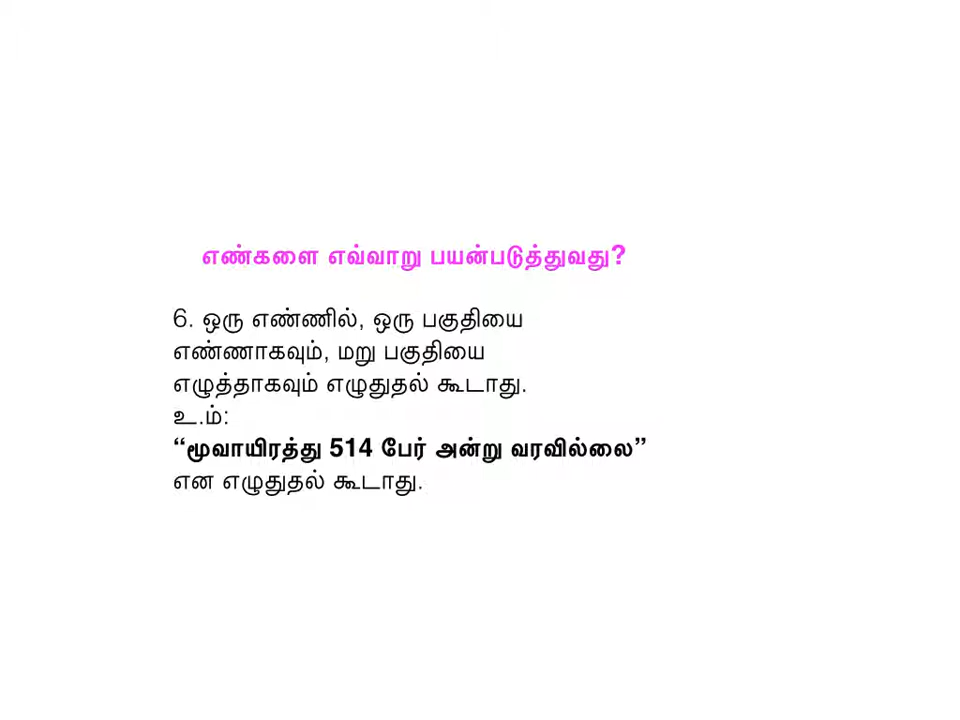 எண்களை எவ்வாறு பயன்படுத்துவது?
6. ஒரு எண்ணில், ஒரு பகுதியை
எண்ணாகவும், மறு பகுதியை
எழுத்தாகவும் எழுதுதல் கூடாது.
உ.ம்:
“மூவாயிரத்து 514 பேர் அன்று வரவில்லை”
என எழுதுதல் கூடாது.